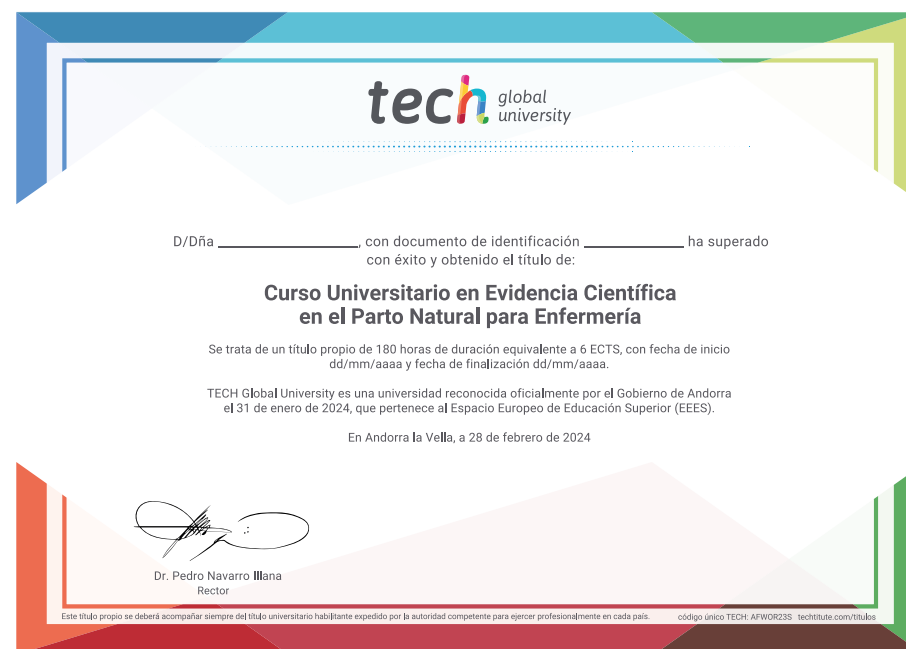 tech global university
D/Dña ____________________, con documento de identificación ______________ ha superado
con éxito y obtenido el título de:
Curso Universitario en Evidencia Científica
en el Parto Natural para Enfermería
Se trata de un título propio de 180 horas de duración equivalente a 6 ECTS, con fecha de inicio
dd/mm/aaaa y fecha de finalización dd/mm/aaaa.
TECH Global University es una universidad reconocida oficialmente por el Gobierno de Andorra
el 31 de enero de 2024, que pertenece al Espacio Europeo de Educación Superior (EEES).
En Andorra la Vella, a 28 de febrero de 2024
Dr. Pedro Navarro Illana
Rector
Este título propio se deberá acompañar siempre del título universitario habilitante expedido por la autoridad competente para ejercer profesionalmente en cada país. código único TECH: AFWOR23S techtitute.com/titulos